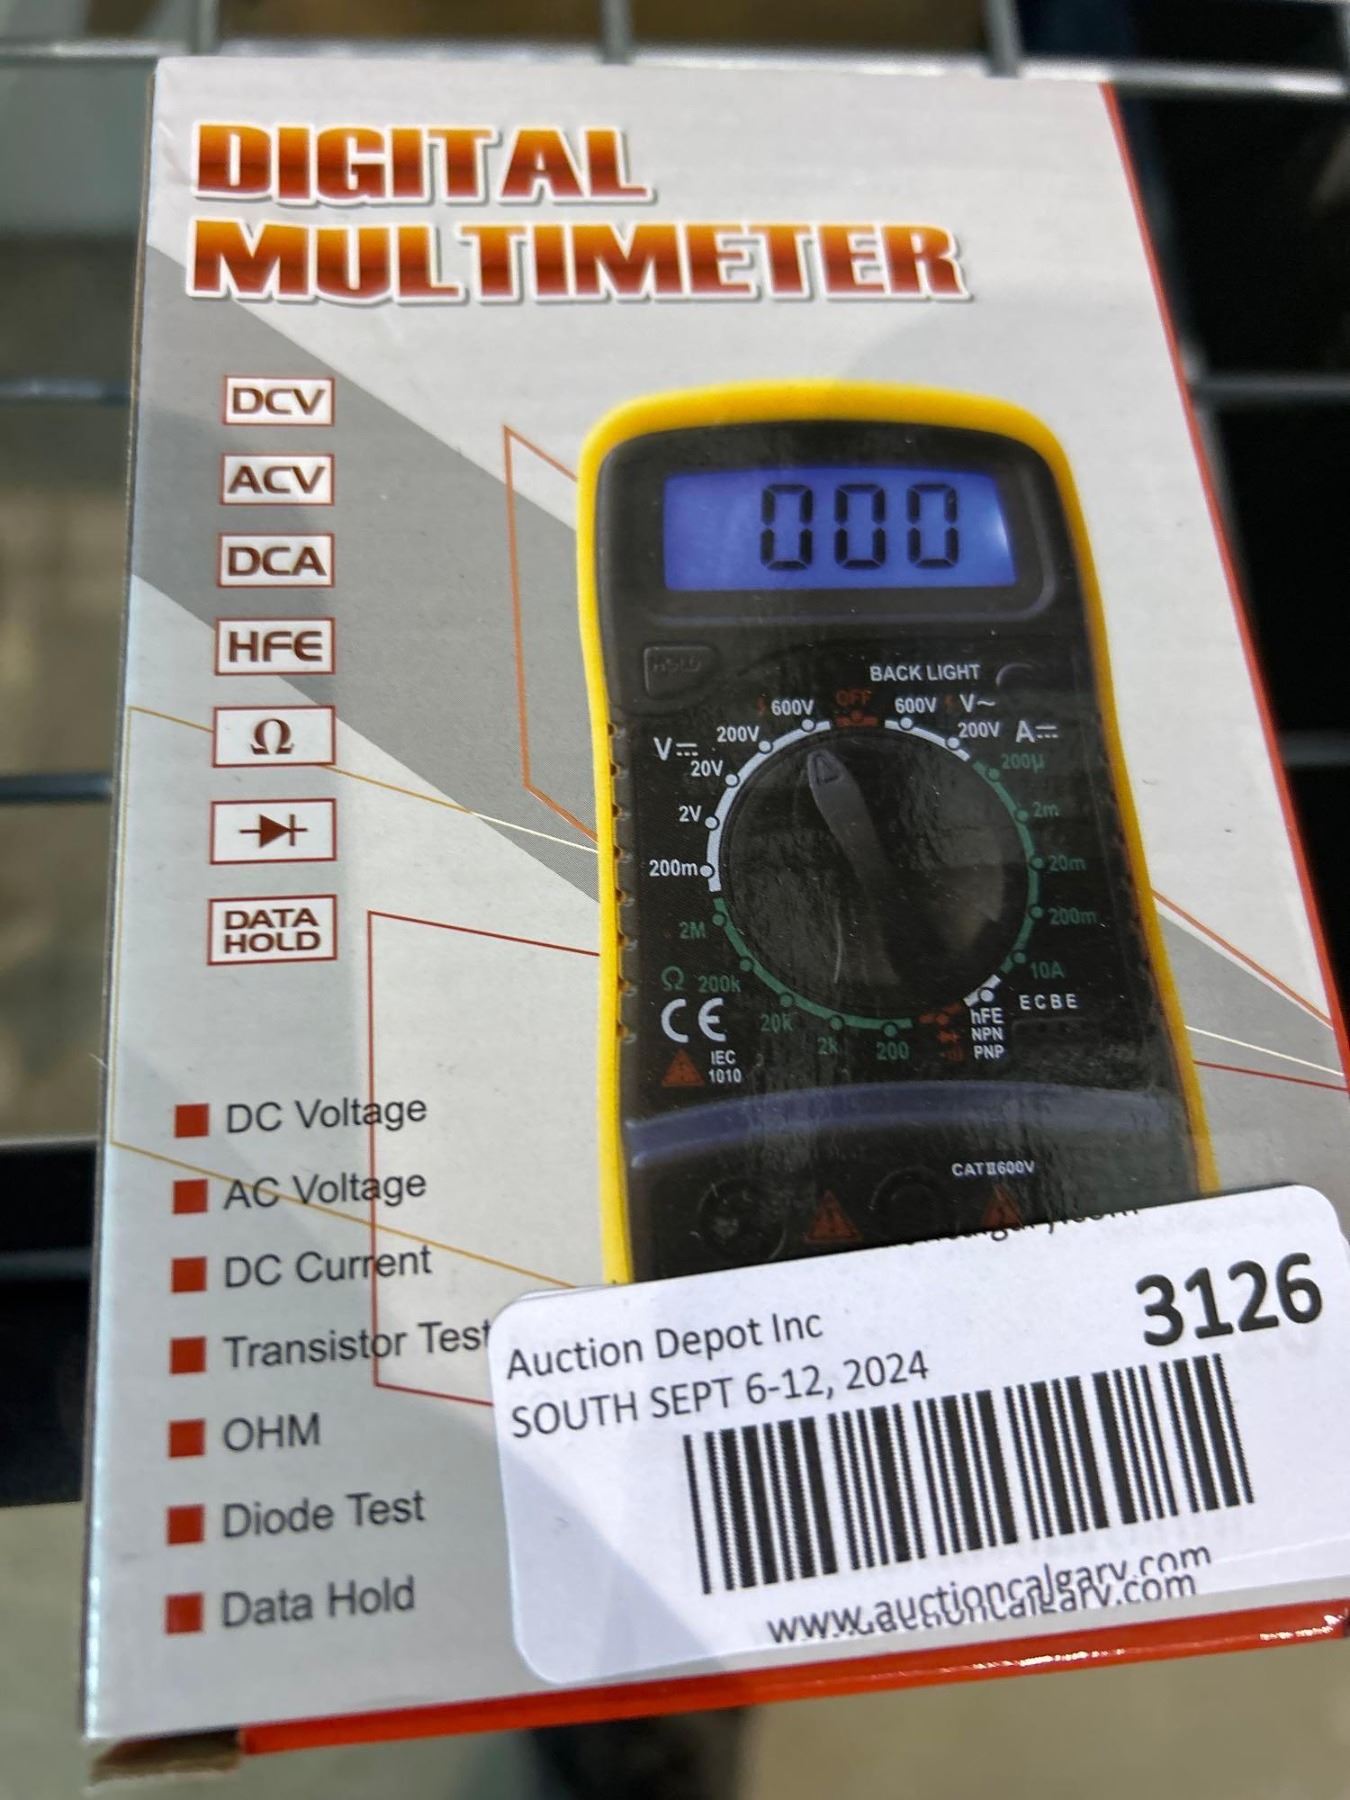 DIGITAL
MULTIMETER
DCV
ACV
DCA
HFE
Ω
DATA
HOLD
000
HOLD
BACK LIGHT
600V OFF 600V V~
200V 200V A⎓
V⎓ 20V 200µ
2V 2m
200m 20m
2M 200m
Ω 200k 10A
CE 20k 2k 200 hFE ECBE
NPN
PNP
IEC
1010
CATⅡ600V
DC Voltage
AC Voltage
DC Current
Transistor Test
OHM
Diode Test
Data Hold
Auction Depot Inc 3126
SOUTH SEPT 6-12, 2024
www.auctioncalgary.com